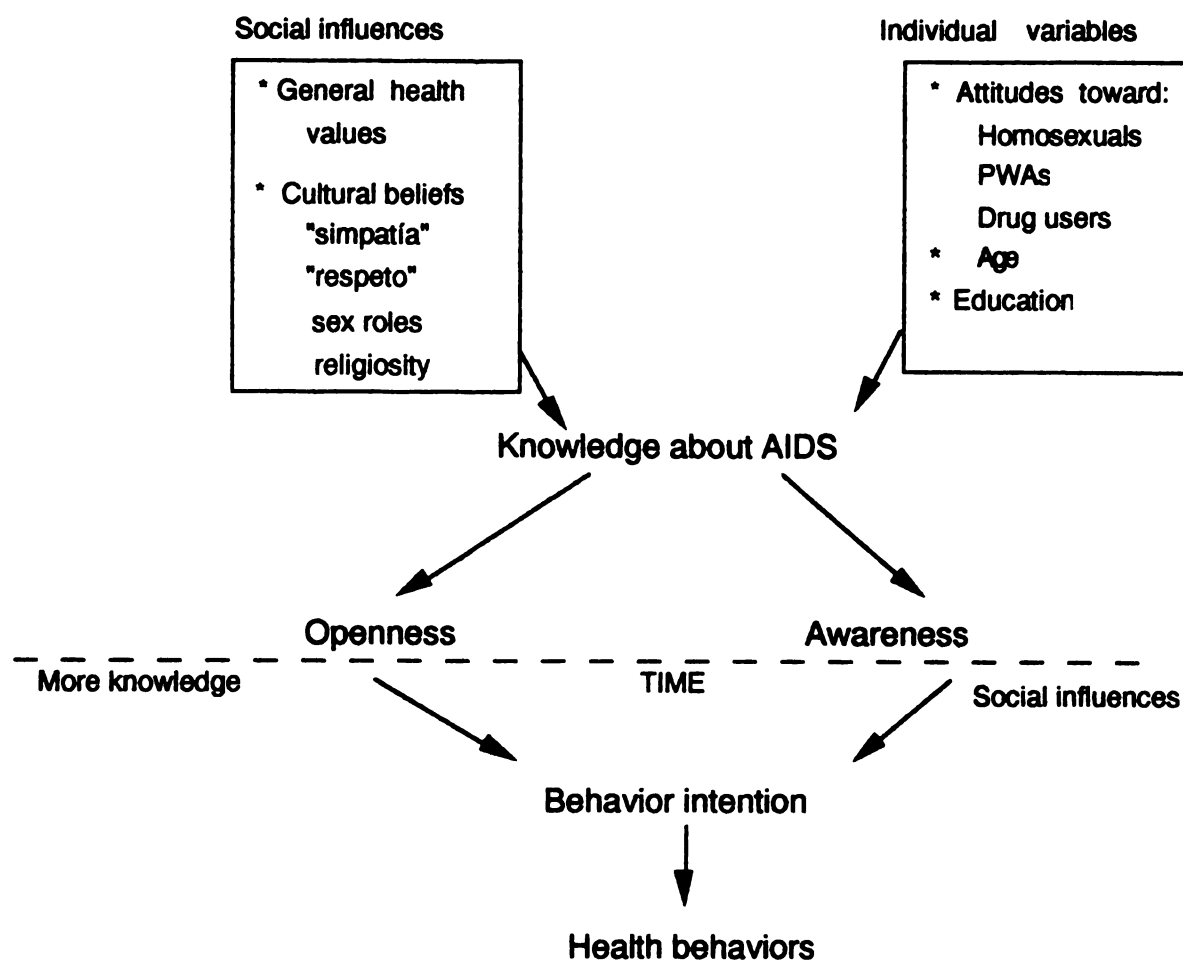 Social influences
* General health
values
* Cultural beliefs
"simpatía"
"respeto"
sex roles
religiosity
Individual variables
* Attitudes toward:
Homosexuals
PWAs
Drug users
* Age
* Education
Knowledge about AIDS
Openness
Awareness
More knowledge
TIME
Social influences
Behavior intention
Health behaviors